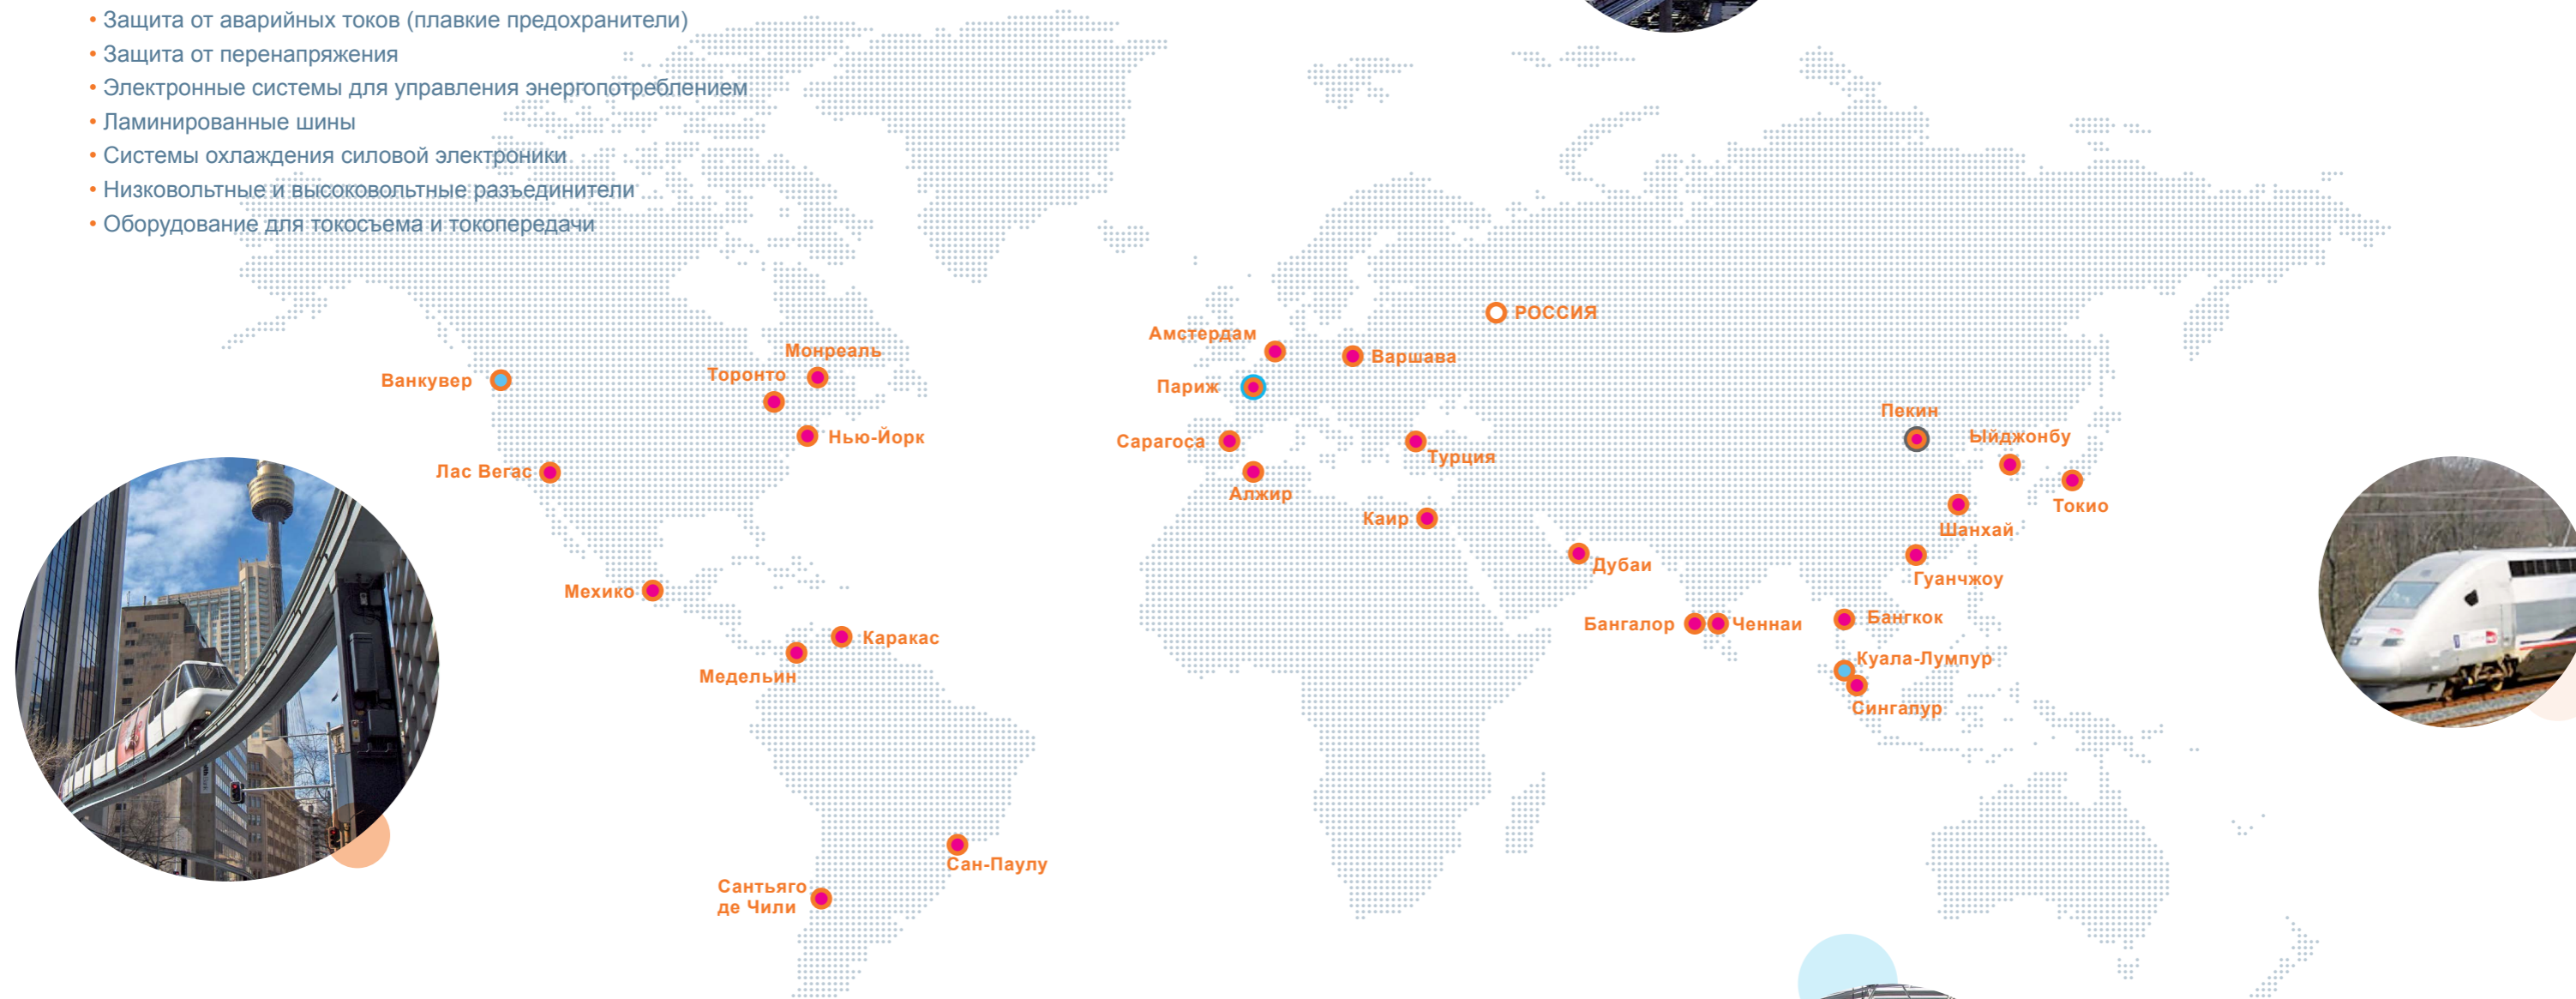 • Защита от аварийных токов (плавкие предохранители)
• Защита от перенапряжения
• Электронные системы для управления энергопотреблением
• Ламинированные шины
• Системы охлаждения силовой электроники
• Низковольтные и высоковольтные разъединители
• Оборудование для токосъема и токопередачи
РОССИЯ
Амстердам
Варшава
Париж
Сарагоса
Турция
Алжир
Каир
Монреаль
Торонто
Ванкувер
Нью-Йорк
Лас Вегас
Мехико
Каракас
Медельин
Сан-Паулу
Сантьяго
де Чили
Пекин
Ыйджонбу
Токио
Шанхай
Гуанчжоу
Дубаи
Бангалор
Ченнаи
Бангкок
Куала-Лумпур
Сингапур